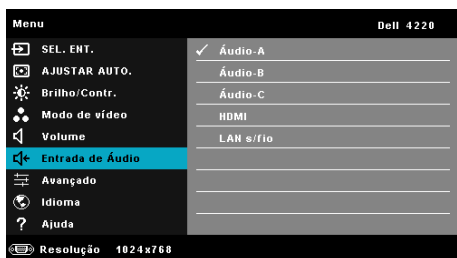 Menu Dell 4220
SEL. ENT. Áudio-A
AJUSTAR AUTO. Áudio-B
Brilho/Contr. Áudio-C
Modo de vídeo HDMI
Volume LAN s/fio
Entrada de Áudio
Avançado
Idioma
? Ajuda
Resolução 1024x768